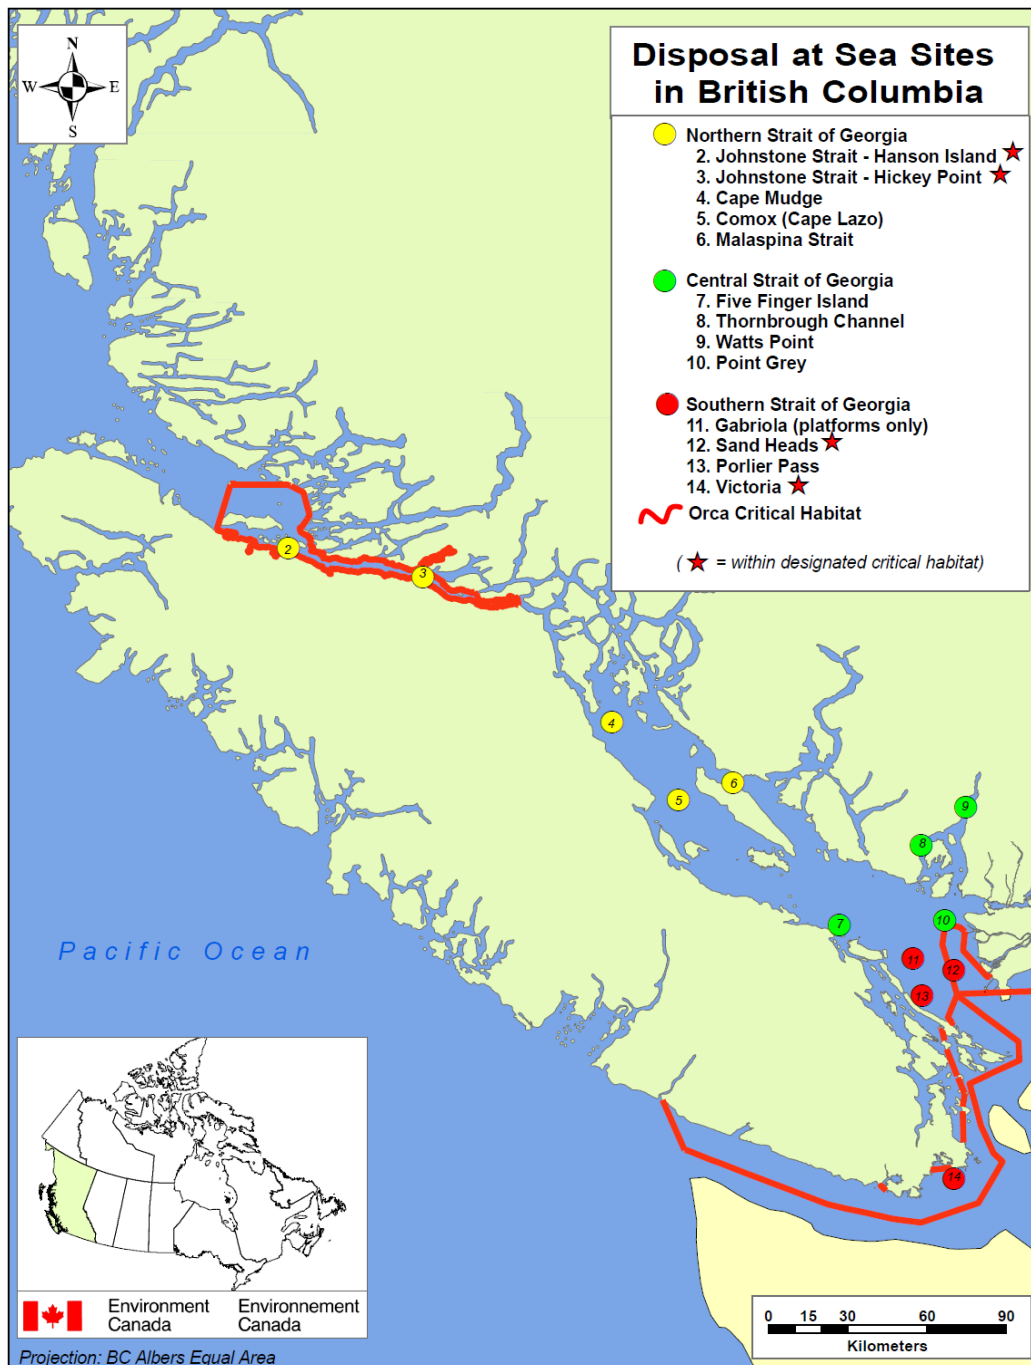 N
W E
S
Disposal at Sea Sites
in British Columbia
Northern Strait of Georgia
2. Johnstone Strait - Hanson Island
3. Johnstone Strait - Hickey Point
4. Cape Mudge
5. Comox (Cape Lazo)
6. Malaspina Strait
Central Strait of Georgia
7. Five Finger Island
8. Thornbrough Channel
9. Watts Point
10. Point Grey
Southern Strait of Georgia
11. Gabriola (platforms only)
12. Sand Heads
13. Porlier Pass
14. Victoria
Orca Critical Habitat
( ★ = within designated critical habitat)
2
3
4
6
5
9
8
10
7
11
12
13
14
Pacific Ocean
Environment Environnement
Canada Canada
0 15 30 60 90
Kilometers
Projection: BC Albers Equal Area